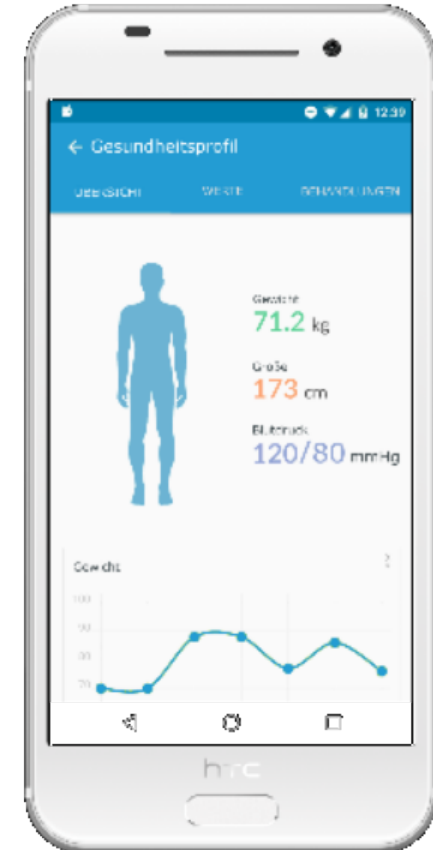 12:39
← Gesundheitsprofil
ÜBERSICHT WERTE BEHANDLUNGEN
Gewicht
71.2 kg
Größe
173 cm
Blutdruck
120/80 mmHg
Gewicht
100
90
80
70
htc